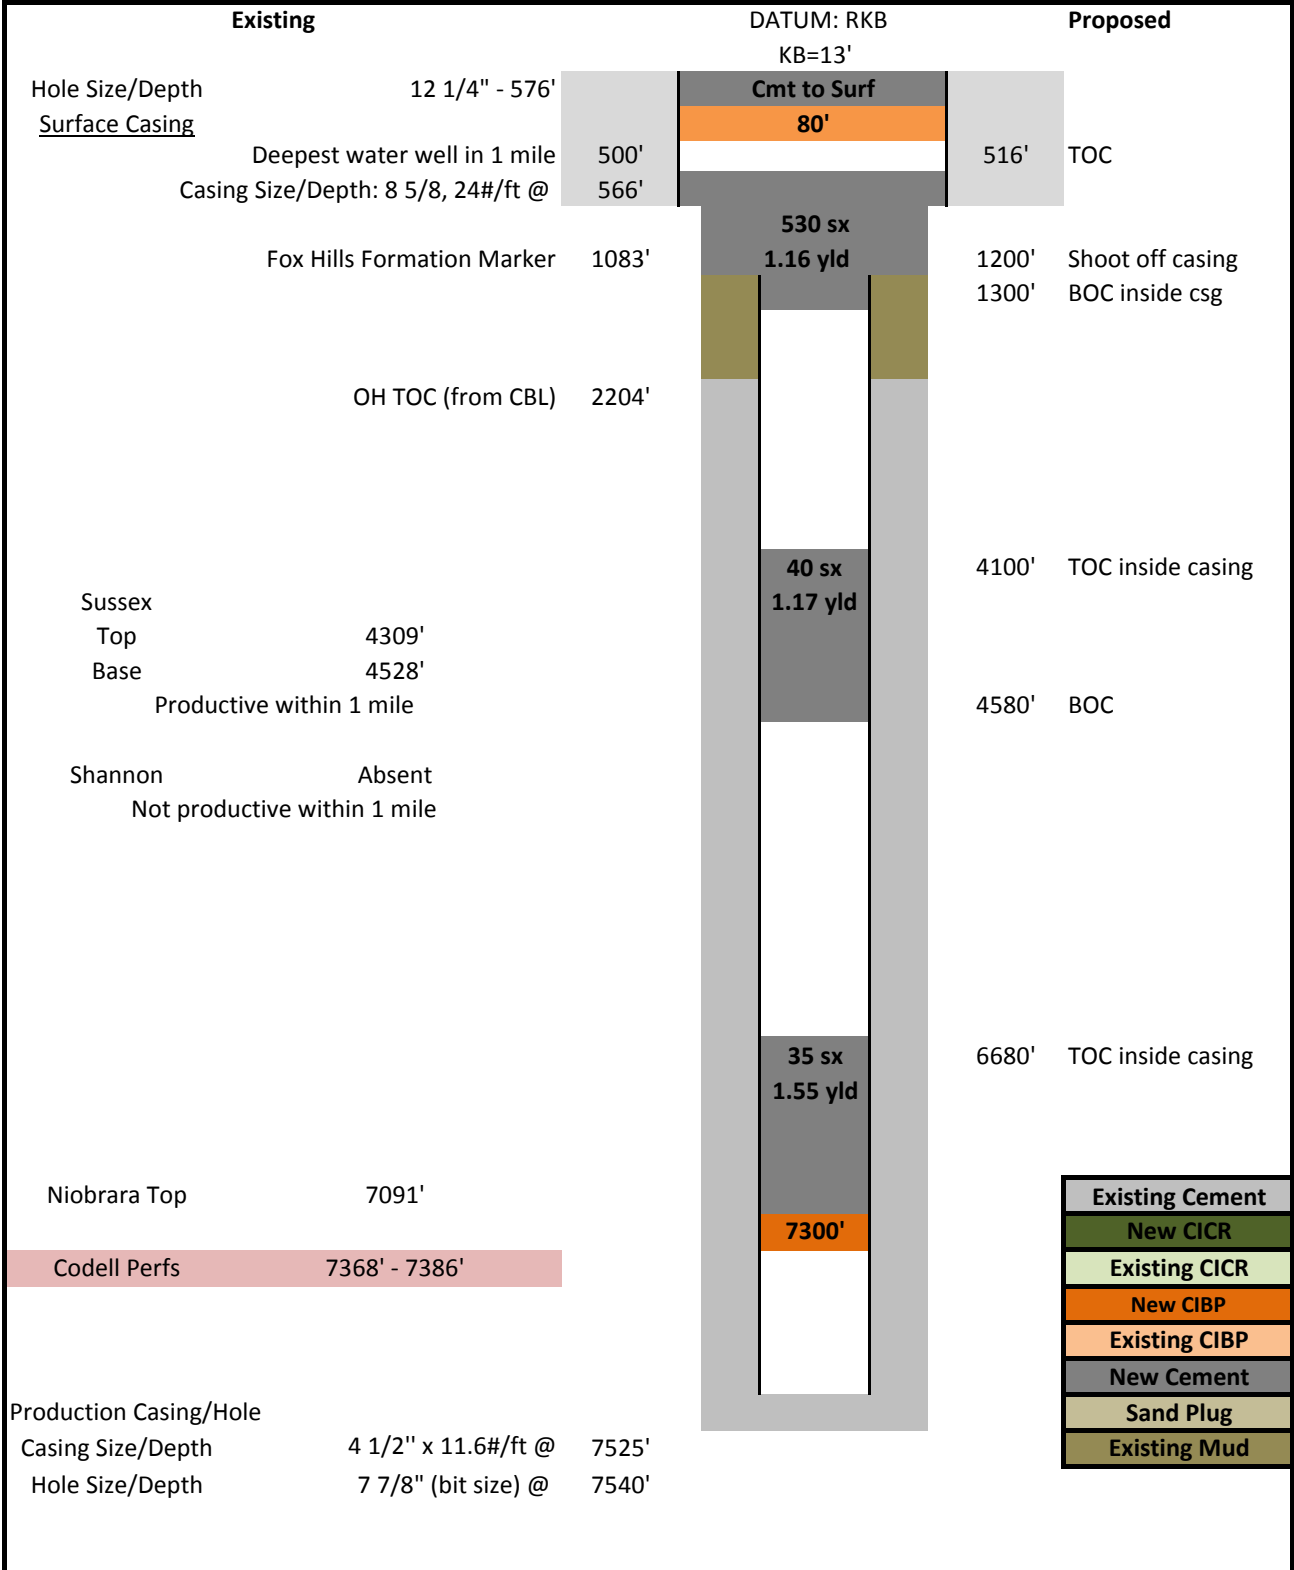 Existing DATUM: RKB Proposed
KB=13'
Hole Size/Depth 12 1/4" - 576' Cmt to Surf
Surface Casing 80'
Deepest water well in 1 mile 500' 516' TOC
Casing Size/Depth: 8 5/8, 24#/ft @ 566'
530 sx
Fox Hills Formation Marker 1083' 1.16 yld 1200' Shoot off casing
1300' BOC inside csg
OH TOC (from CBL) 2204'
40 sx 4100' TOC inside casing
Sussex 1.17 yld
Top 4309'
Base 4528'
Productive within 1 mile 4580' BOC
Shannon Absent
Not productive within 1 mile
35 sx 6680' TOC inside casing
1.55 yld
Niobrara Top 7091' Existing Cement
7300' New CICR
Codell Perfs 7368' - 7386' Existing CICR
New CIBP
Existing CIBP
New Cement
Production Casing/Hole Sand Plug
Casing Size/Depth 4 1/2'' x 11.6#/ft @ 7525' Existing Mud
Hole Size/Depth 7 7/8" (bit size) @ 7540'